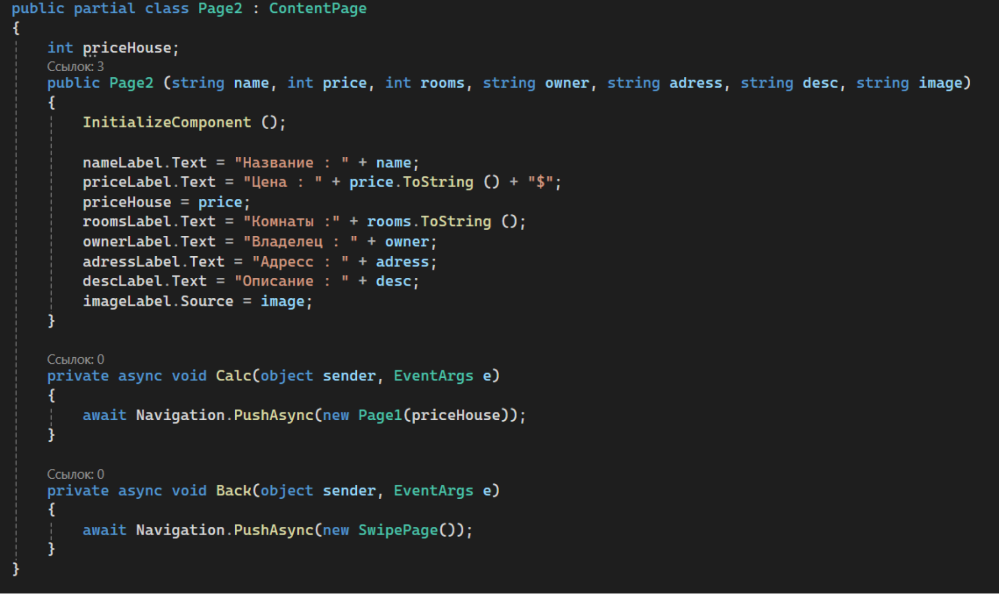 public partial class Page2 : ContentPage
{
int priceHouse;
Ссылок: 3
public Page2 (string name, int price, int rooms, string owner, string adress, string desc, string image)
{
InitializeComponent ();
nameLabel.Text = "Название : " + name;
priceLabel.Text = "Цена : " + price.ToString () + "$";
priceHouse = price;
roomsLabel.Text = "Комнаты :" + rooms.ToString ();
ownerLabel.Text = "Владелец : " + owner;
adressLabel.Text = "Адресс : " + adress;
descLabel.Text = "Описание : " + desc;
imageLabel.Source = image;
}
Ссылок: 0
private async void Calc(object sender, EventArgs e)
{
await Navigation.PushAsync(new Page1(priceHouse));
}
Ссылок: 0
private async void Back(object sender, EventArgs e)
{
await Navigation.PushAsync(new SwipePage());
}
}